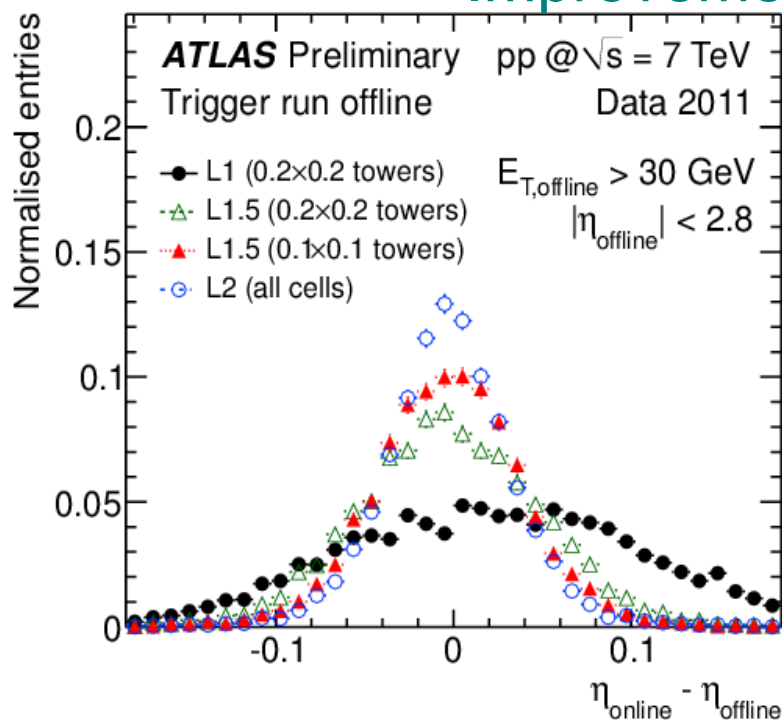 ATLAS Preliminary pp @√s = 7 TeV
Trigger run offline Data 2011
L1 (0.2×0.2 towers)
L1.5 (0.2×0.2 towers)
L1.5 (0.1×0.1 towers)
L2 (all cells)
E_T,offline > 30 GeV
|η_offline| < 2.8
Normalised entries
0.2
0.15
0.1
0.05
0
-0.1 0 0.1
η_online - η_offline